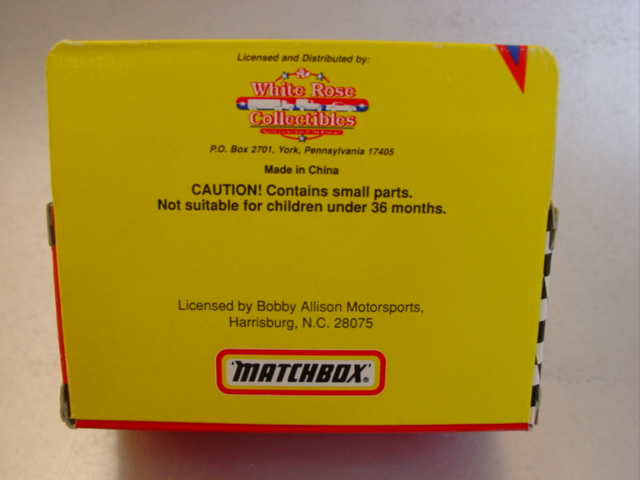 Licensed and Distributed by:
White Rose
Collectibles
P.O. Box 2701, York, Pennsylvania 17405
Made in China
CAUTION! Contains small parts.
Not suitable for children under 36 months.
Licensed by Bobby Allison Motorsports,
Harrisburg, N.C. 28075
"MATCHBOX"®